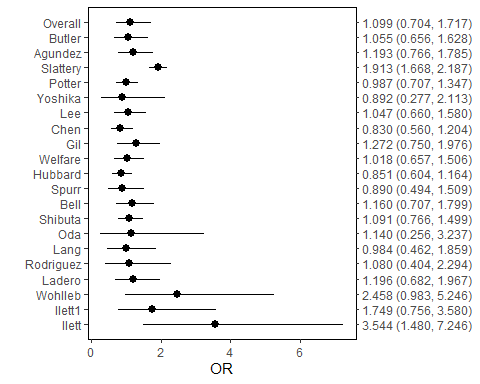 Overall 1.099 (0.704, 1.717)
Butler 1.055 (0.656, 1.628)
Agundez 1.193 (0.766, 1.785)
Slattery 1.913 (1.668, 2.187)
Potter 0.987 (0.707, 1.347)
Yoshika 0.892 (0.277, 2.113)
Lee 1.047 (0.660, 1.580)
Chen 0.830 (0.560, 1.204)
Gil 1.272 (0.750, 1.976)
Welfare 1.018 (0.657, 1.506)
Hubbard 0.851 (0.604, 1.164)
Spurr 0.890 (0.494, 1.509)
Bell 1.160 (0.707, 1.799)
Shibuta 1.091 (0.766, 1.499)
Oda 1.140 (0.256, 3.237)
Lang 0.984 (0.462, 1.859)
Rodriguez 1.080 (0.404, 2.294)
Ladero 1.196 (0.682, 1.967)
Wohlleb 2.458 (0.983, 5.246)
Ilett1 1.749 (0.756, 3.580)
Ilett 3.544 (1.480, 7.246)
0 2 4 6
OR